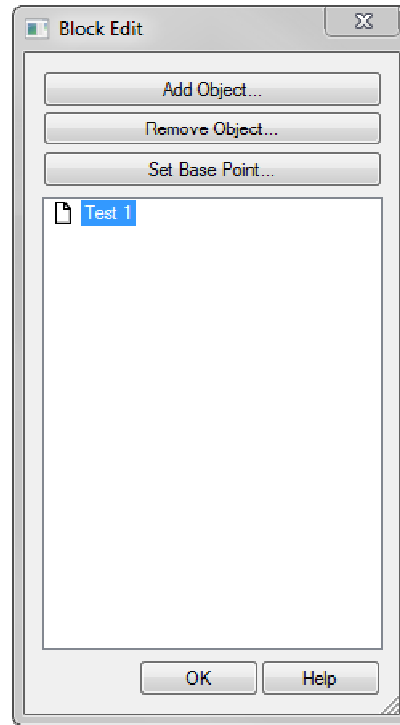 Block Edit
Add Object...
Remove Object...
Set Base Point...
Test 1
OK Help